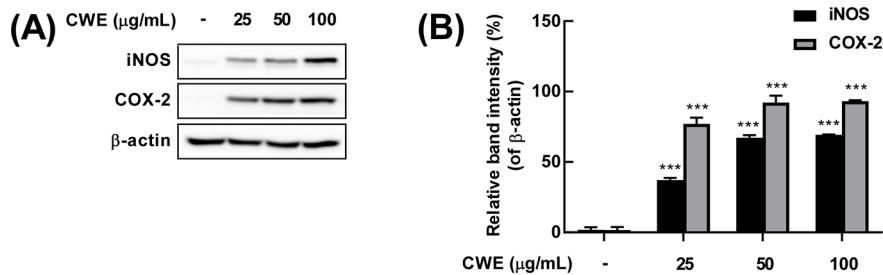 (A)
CWE (μg/mL) - 25 50 100
iNOS
COX-2
β-actin
(B)
Relative band intensity (%)
(of β-actin)
150
100
50
0
iNOS
COX-2
*** *** *** *** *** ***
CWE (μg/mL) - 25 50 100